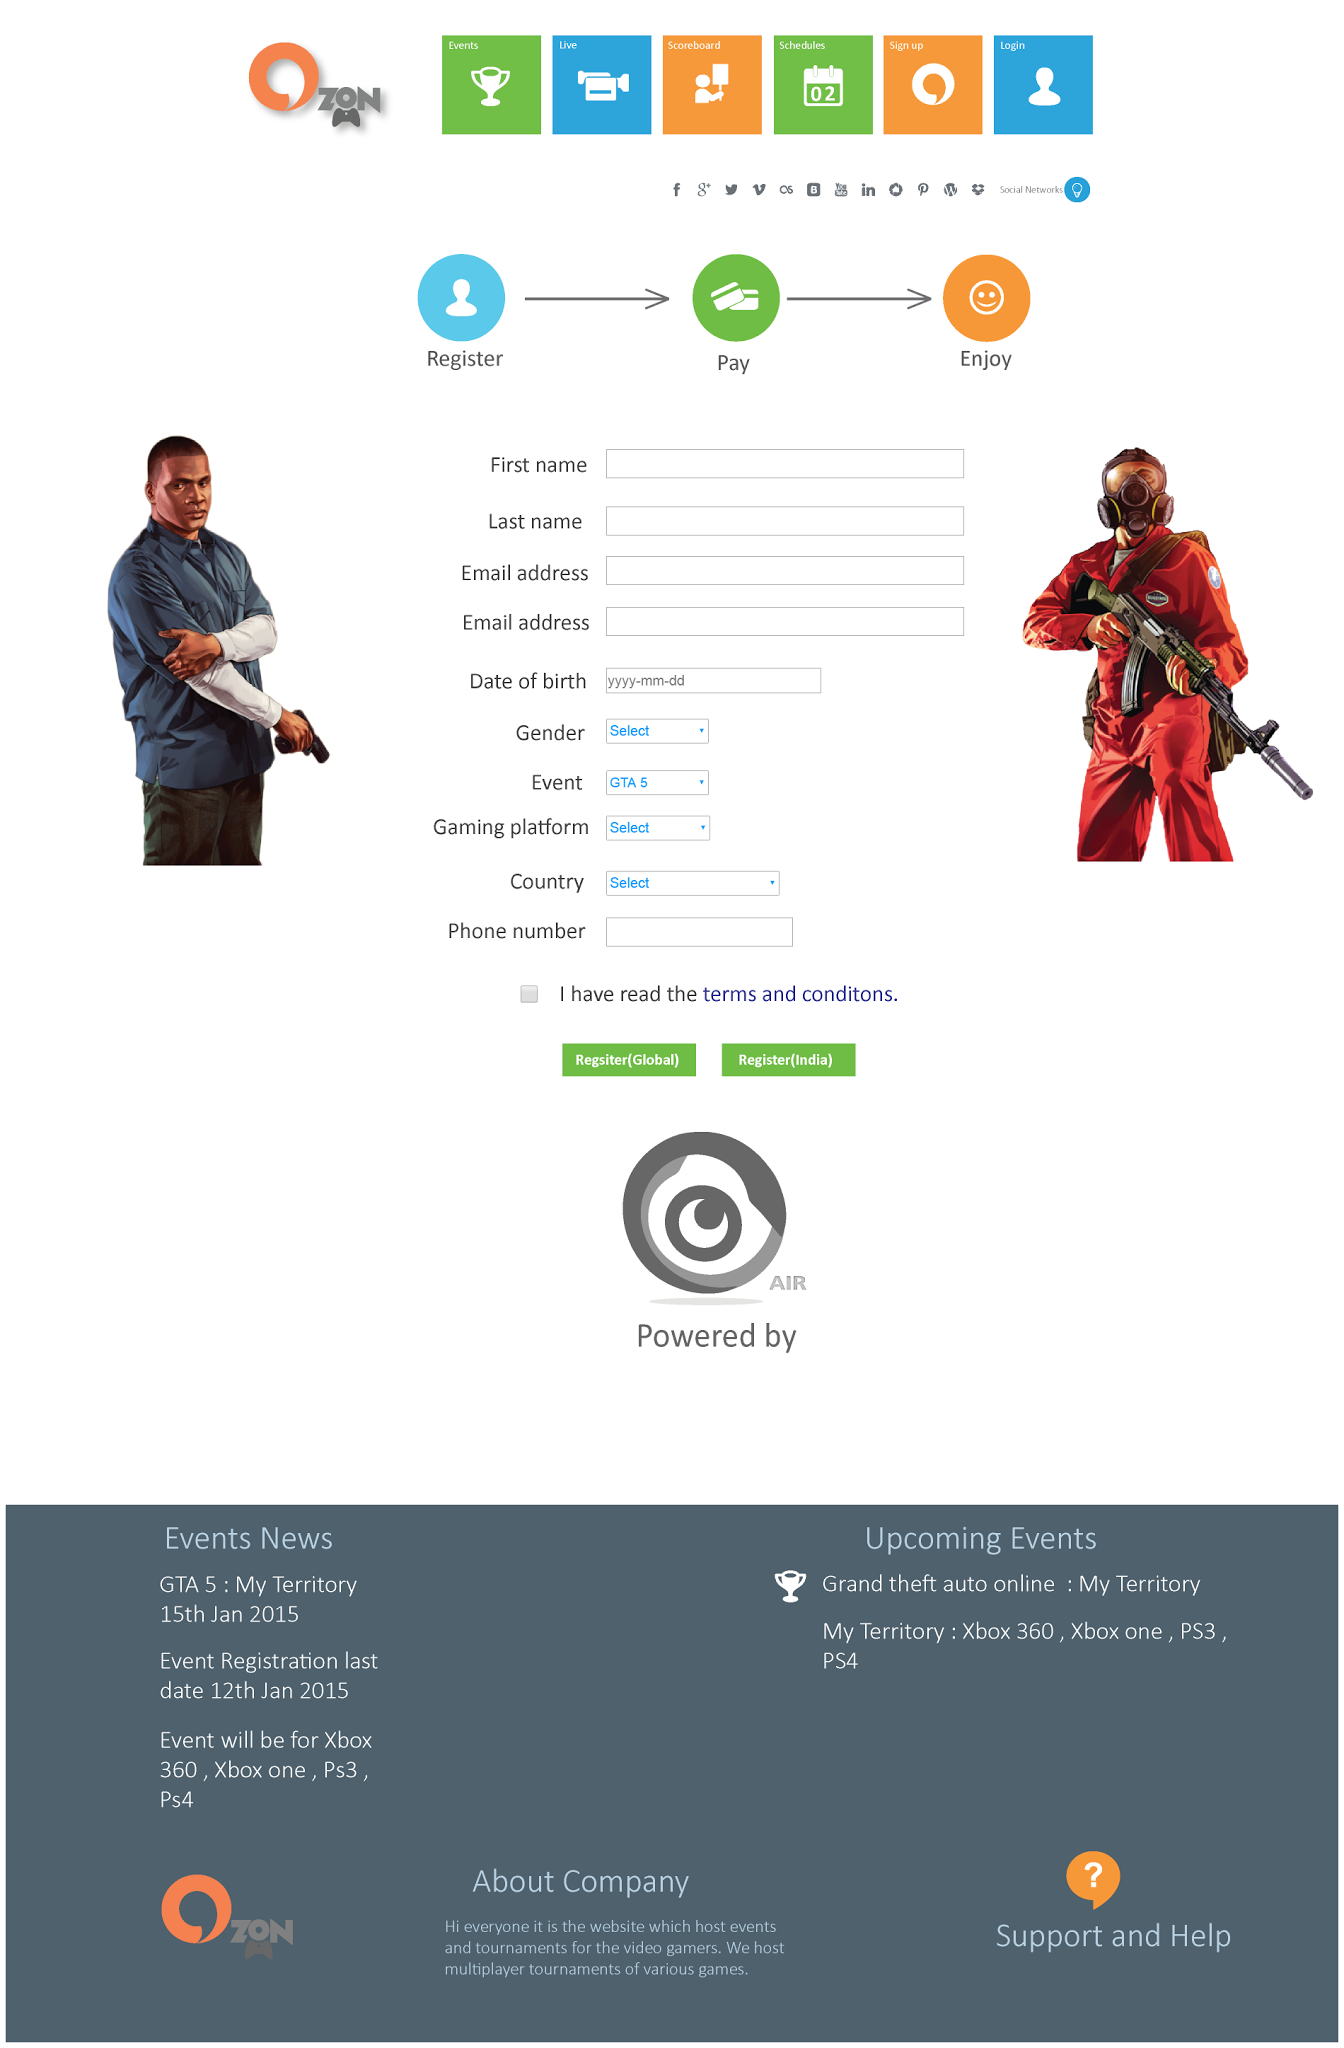 ZON
Events
Live
Scoreboard
Schedules
02
Sign up
Login
Social Networks
Register
Pay
Enjoy
First name
Last name
Email address
Email address
Date of birth yyyy-mm-dd
Gender Select
Event GTA 5
Gaming platform Select
Country Select
Phone number
I have read the terms and conditons.
Regsiter(Global) Register(India)
AIR
Powered by
Events News
GTA 5 : My Territory
15th Jan 2015
Event Registration last
date 12th Jan 2015
Event will be for Xbox
360 , Xbox one , Ps3 ,
Ps4
Upcoming Events
Grand theft auto online : My Territory
My Territory : Xbox 360 , Xbox one , PS3 ,
PS4
ZON
About Company
Hi everyone it is the website which host events
and tournaments for the video gamers. We host
multiplayer tournaments of various games.
?
Support and Help